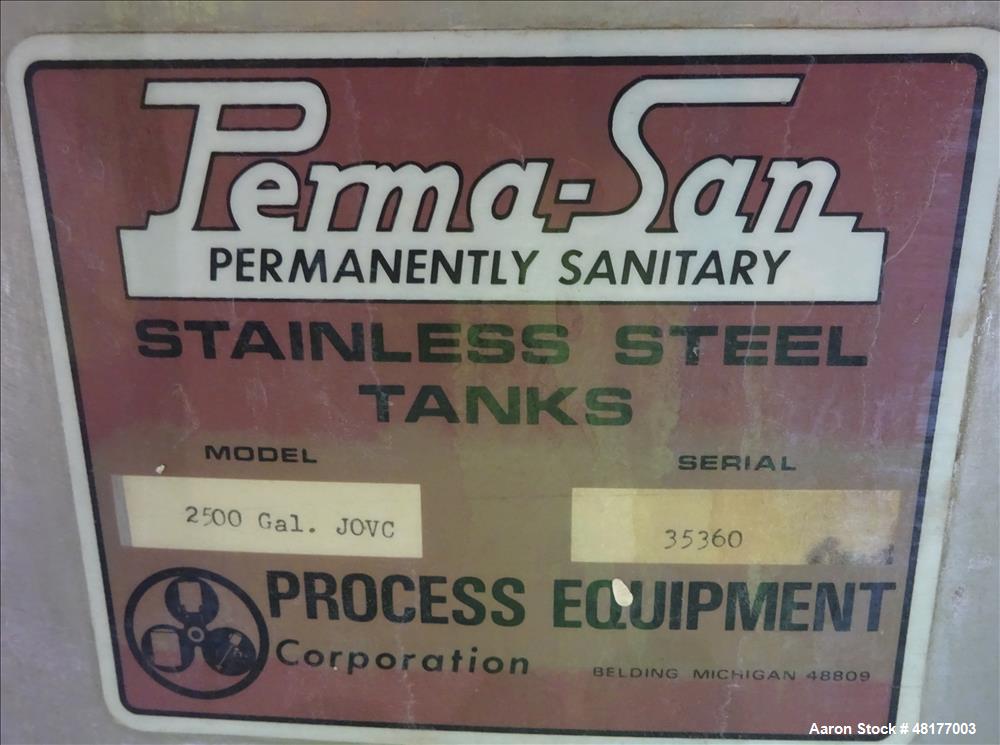 Perma-San
PERMANENTLY SANITARY
STAINLESS STEEL
TANKS
MODEL SERIAL
2500 Gal. JOVC 35360
PROCESS EQUIPMENT
Corporation BELDING MICHIGAN 48809
Aaron Stock # 48177003